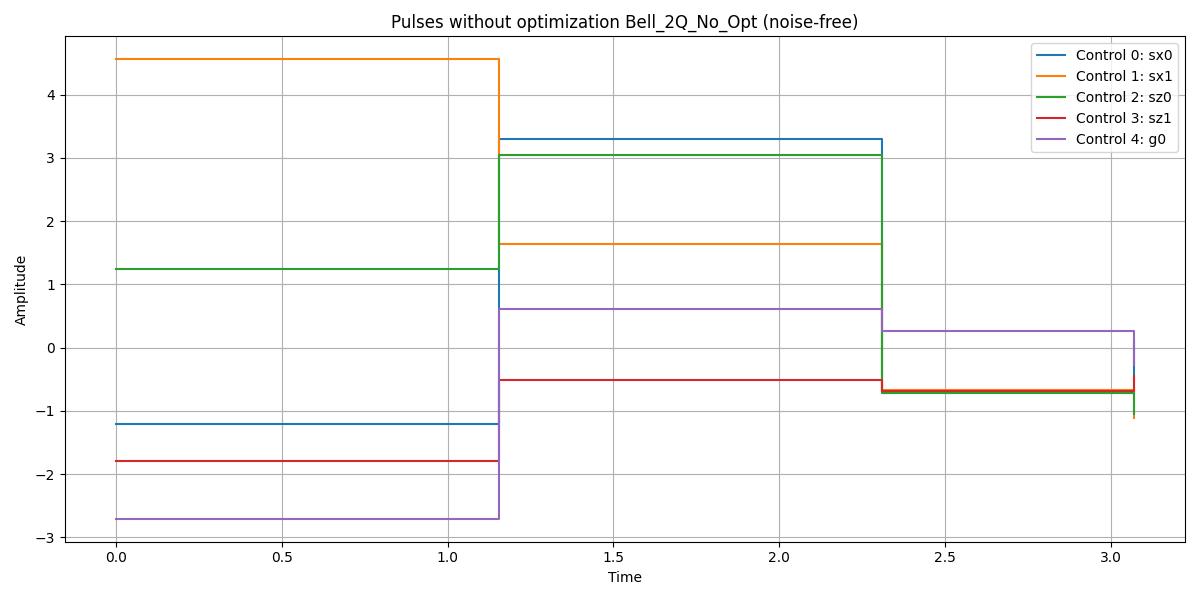 Pulses without optimization Bell_2Q_No_Opt (noise-free)
Control 0: sx0
Control 1: sx1
Control 2: sz0
Control 3: sz1
Control 4: g0
Amplitude
4
3
2
1
0
−1
−2
−3
0.0 0.5 1.0 1.5 2.0 2.5 3.0
Time